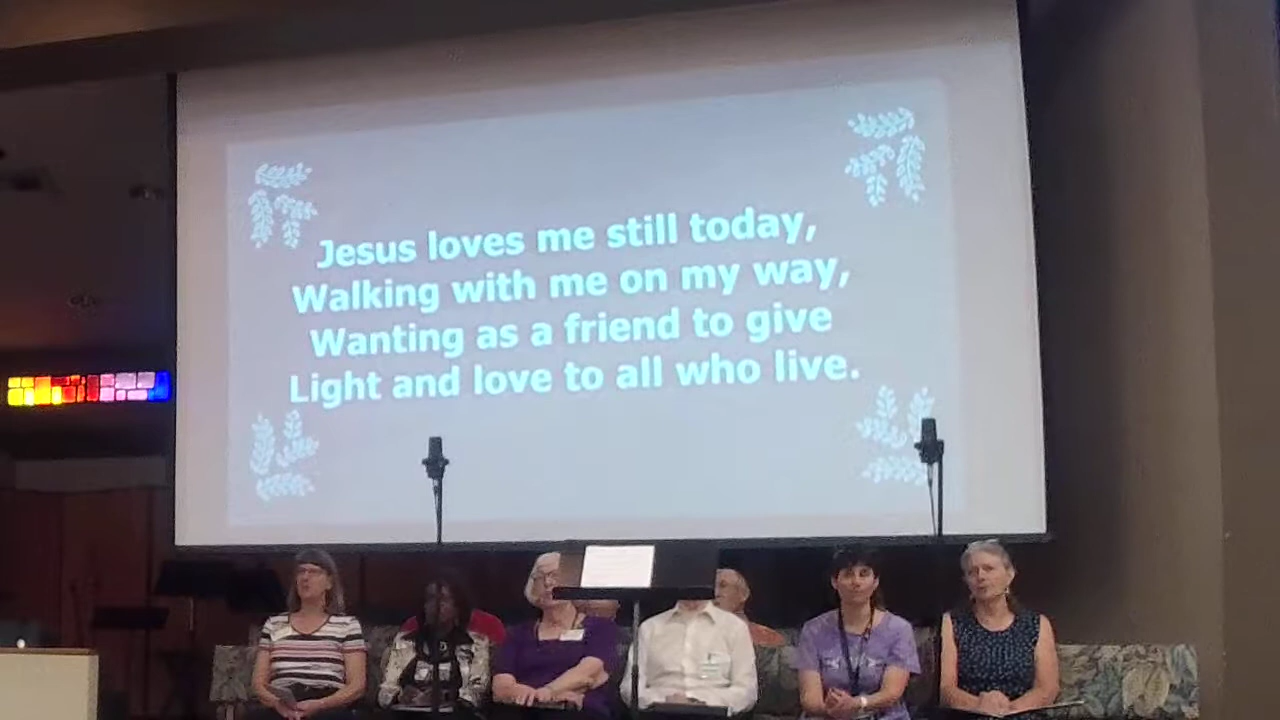 Jesus loves me still today,
Walking with me on my way,
Wanting as a friend to give
Light and love to all who live.